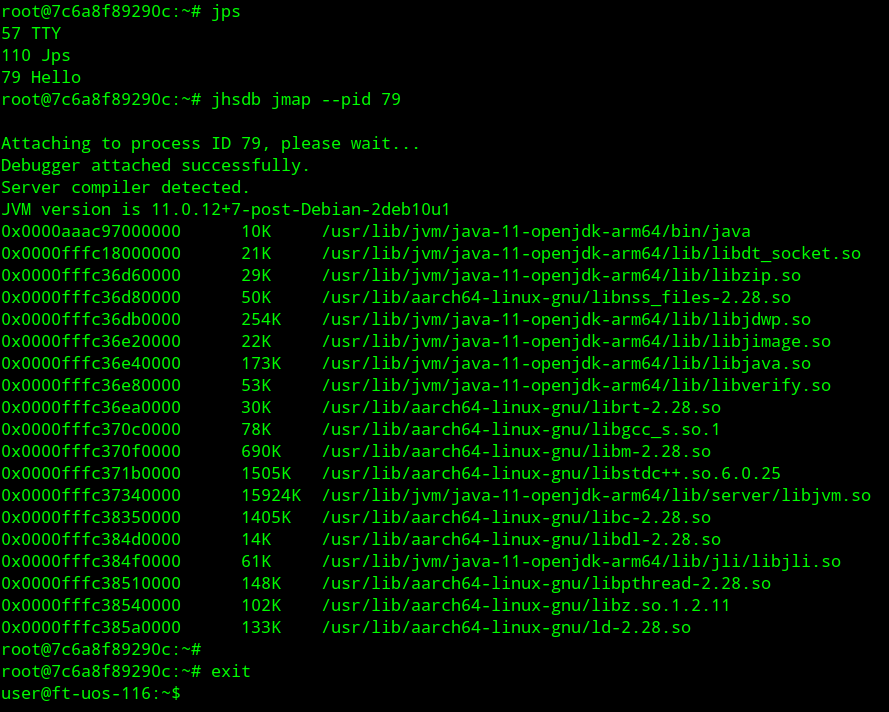 root@7c6a8f89290c:~# jps
57 TTY
110 Jps
79 Hello
root@7c6a8f89290c:~# jhsdb jmap --pid 79
Attaching to process ID 79, please wait...
Debugger attached successfully.
Server compiler detected.
JVM version is 11.0.12+7-post-Debian-2deb10u1
0x0000aaac97000000      10K     /usr/lib/jvm/java-11-openjdk-arm64/bin/java
0x0000fffc18000000      21K     /usr/lib/jvm/java-11-openjdk-arm64/lib/libdt_socket.so
0x0000fffc36d60000      29K     /usr/lib/jvm/java-11-openjdk-arm64/lib/libzip.so
0x0000fffc36d80000      50K     /usr/lib/aarch64-linux-gnu/libnss_files-2.28.so
0x0000fffc36db0000      254K    /usr/lib/jvm/java-11-openjdk-arm64/lib/libjdwp.so
0x0000fffc36e20000      22K     /usr/lib/jvm/java-11-openjdk-arm64/lib/libjimage.so
0x0000fffc36e40000      173K    /usr/lib/jvm/java-11-openjdk-arm64/lib/libjava.so
0x0000fffc36e80000      53K     /usr/lib/jvm/java-11-openjdk-arm64/lib/libverify.so
0x0000fffc36ea0000      30K     /usr/lib/aarch64-linux-gnu/librt-2.28.so
0x0000fffc370c0000      78K     /usr/lib/aarch64-linux-gnu/libgcc_s.so.1
0x0000fffc370f0000      690K    /usr/lib/aarch64-linux-gnu/libm-2.28.so
0x0000fffc371b0000      1505K   /usr/lib/aarch64-linux-gnu/libstdc++.so.6.0.25
0x0000fffc37340000      15924K  /usr/lib/jvm/java-11-openjdk-arm64/lib/server/libjvm.so
0x0000fffc38350000      1405K   /usr/lib/aarch64-linux-gnu/libc-2.28.so
0x0000fffc384d0000      14K     /usr/lib/aarch64-linux-gnu/libdl-2.28.so
0x0000fffc384f0000      61K     /usr/lib/jvm/java-11-openjdk-arm64/lib/jli/libjli.so
0x0000fffc38510000      148K    /usr/lib/aarch64-linux-gnu/libpthread-2.28.so
0x0000fffc38540000      102K    /usr/lib/aarch64-linux-gnu/libz.so.1.2.11
0x0000fffc385a0000      133K    /usr/lib/aarch64-linux-gnu/ld-2.28.so
root@7c6a8f89290c:~#
root@7c6a8f89290c:~# exit
user@ft-uos-116:~$